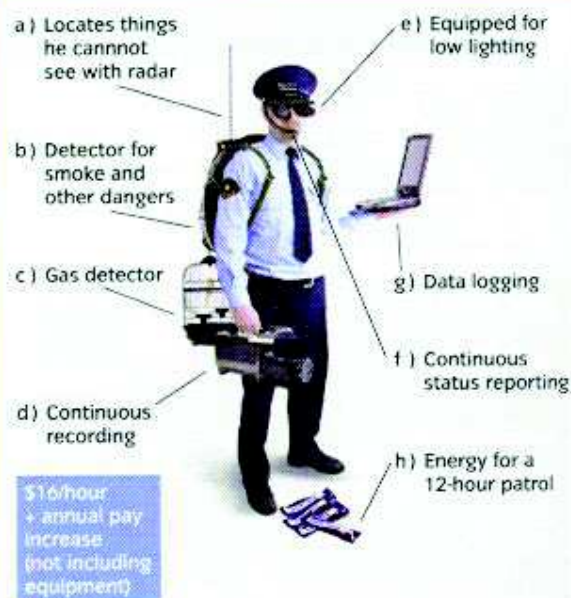 a) Locates things
he cannnot
see with radar
b) Detector for
smoke and
other dangers
c) Gas detector
d) Continuous
recording
$16/hour
+ annual pay
increase
(not including
equipment)
e) Equipped for
low lighting
g) Data logging
f) Continuous
status reporting
h) Energy for a
12-hour patrol